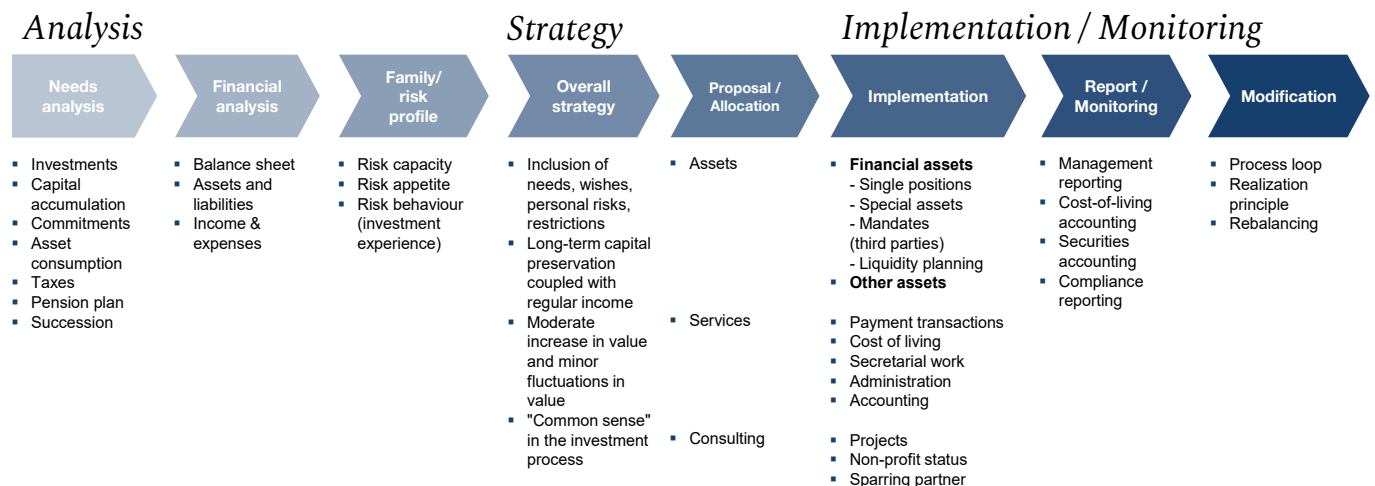 Analysis
Strategy
Implementation / Monitoring
Needs
analysis
Financial
analysis
Family/
risk
profile
Overall
strategy
Proposal /
Allocation
Implementation
Report /
Monitoring
Modification
▪ Investments
▪ Capital
accumulation
▪ Commitments
▪ Asset
consumption
▪ Taxes
▪ Pension plan
▪ Succession
▪ Balance sheet
▪ Assets and
liabilities
▪ Income &
expenses
▪ Risk capacity
▪ Risk appetite
▪ Risk behaviour
(investment
experience)
▪ Inclusion of
needs, wishes,
personal risks,
restrictions
▪ Long-term capital
preservation
coupled with
regular income
▪ Moderate
increase in value
and minor
fluctuations in
value
▪ "Common sense"
in the investment
process
▪ Assets
▪ Services
▪ Consulting
▪ Financial assets
- Single positions
- Special assets
- Mandates
(third parties)
- Liquidity planning
▪ Other assets
▪ Payment transactions
▪ Cost of living
▪ Secretarial work
▪ Administration
▪ Accounting
▪ Projects
▪ Non-profit status
▪ Sparring partner
▪ Management
reporting
▪ Cost-of-living
accounting
▪ Securities
accounting
▪ Compliance
reporting
▪ Process loop
▪ Realization
principle
▪ Rebalancing